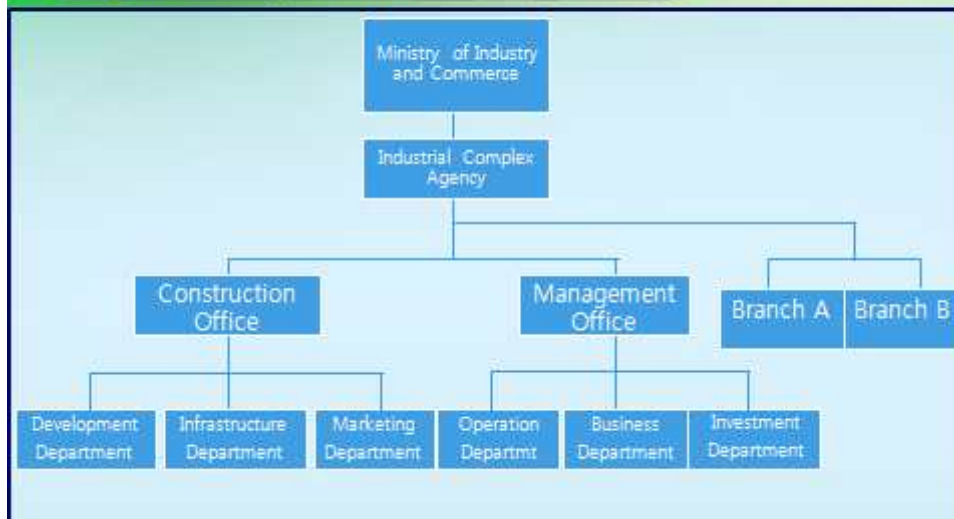 Ministry of Industry
and Commerce
Industrial Complex
Agency
Construction
Office
Management
Office
Branch A
Branch B
Development
Department
Infrastructure
Department
Marketing
Department
Operation
Departmt
Business
Department
Investment
Department